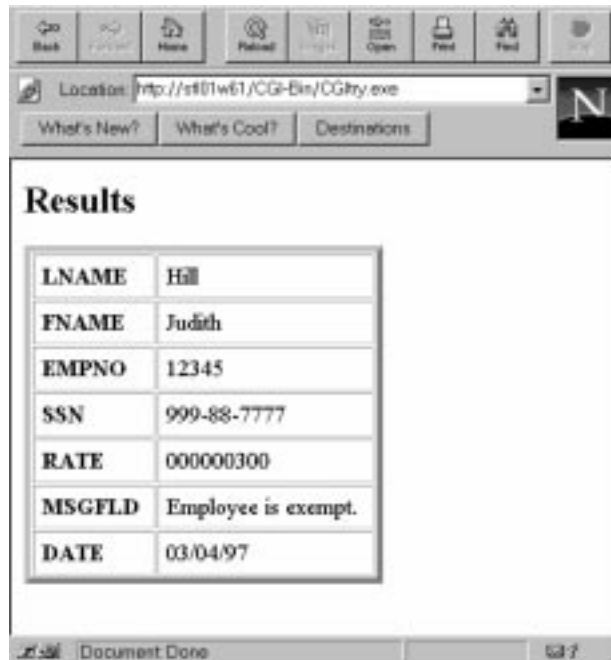 Back Home Reload Open Print Find
Location: http://stl01w61/CGI-Bin/CGItry.exe
N
What's New? What's Cool? Destinations
Results
LNAME Hill
FNAME Judith
EMPNO 12345
SSN 999-88-7777
RATE 000000300
MSGFLD Employee is exempt.
DATE 03/04/97
Document Done